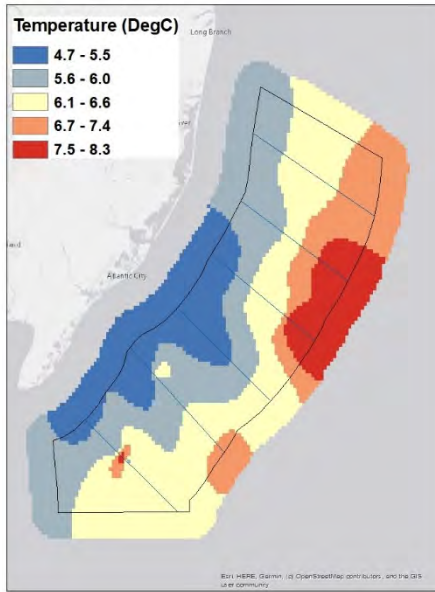 Temperature (DegC)
4.7 - 5.5
5.6 - 6.0
6.1 - 6.6
6.7 - 7.4
7.5 - 8.3
Long Branch
Atlantic City
Esri, HERE, Garmin, (c) OpenStreetMap contributors, and the GIS
user community